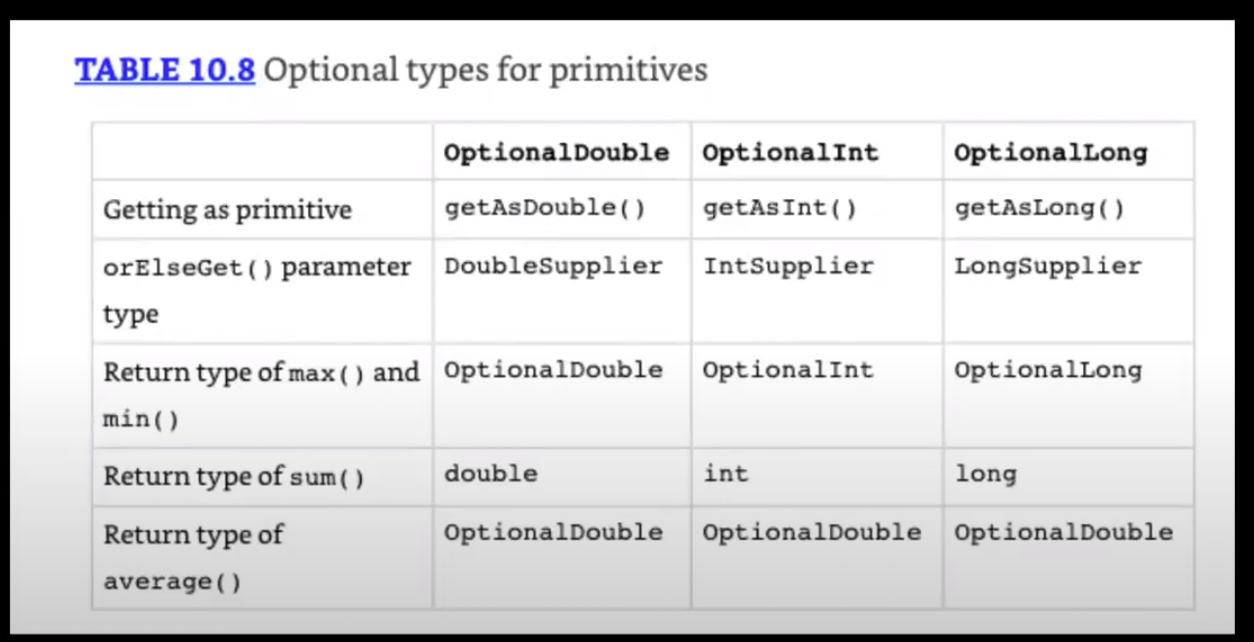 TABLE 10.8 Optional types for primitives
OptionalDouble OptionalInt OptionalLong
Getting as primitive getAsDouble() getAsInt() getAsLong()
orElseGet() parameter DoubleSupplier IntSupplier LongSupplier
type
Return type of max() and OptionalDouble OptionalInt OptionalLong
min()
Return type of sum() double int long
Return type of OptionalDouble OptionalDouble OptionalDouble
average()